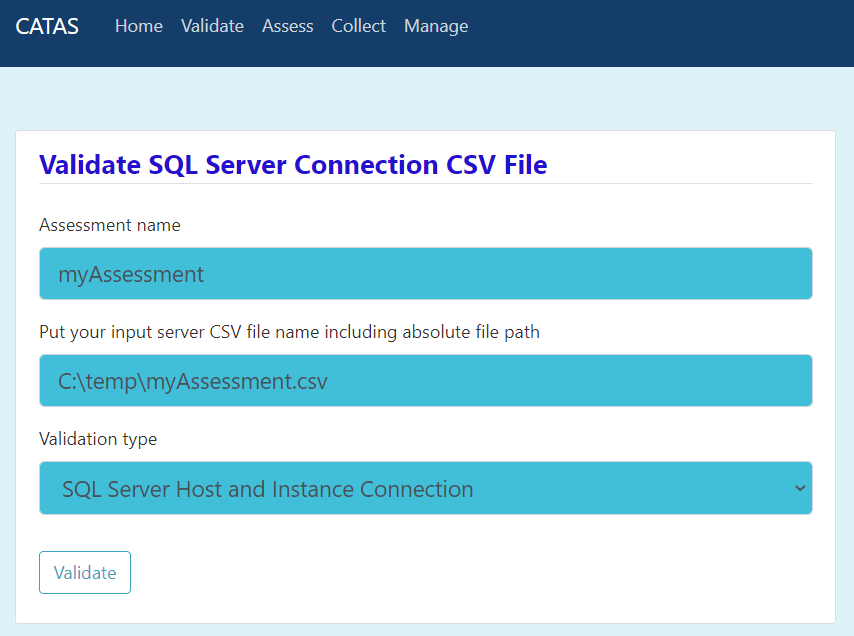 CATAS Home Validate Assess Collect Manage
Validate SQL Server Connection CSV File
Assessment name
myAssessment
Put your input server CSV file name including absolute file path
C:\temp\myAssessment.csv
Validation type
SQL Server Host and Instance Connection
Validate